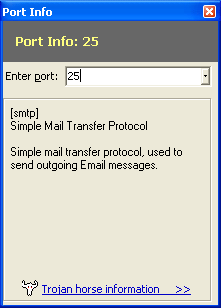 Port Info
Port Info: 25
Enter port:
25
[smtp]
Simple Mail Transfer Protocol
Simple mail transfer protocol, used to
send outgoing Email messages.
Trojan horse information >>